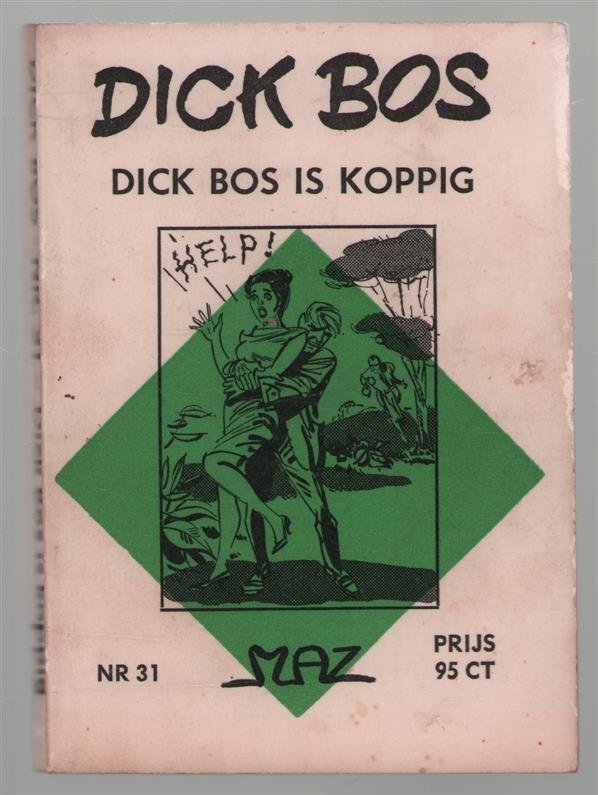 DICK BOS
DICK BOS IS KOPPIG
HELP!
NR 31
MAZ
PRIJS
95 CT